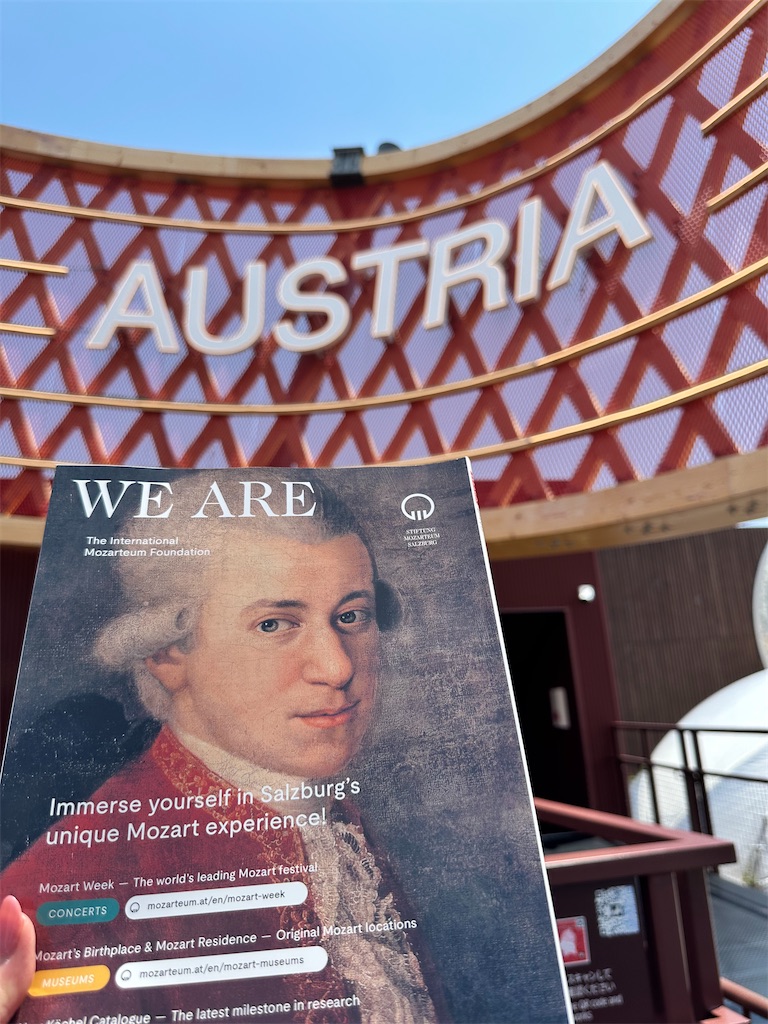 AUSTRIA
WE ARE
The International
Mozarteum Foundation
STIFTUNG
MOZARTEUM
SALZBURG
Immerse yourself in Salzburg's
unique Mozart experience!
Mozart Week — The world's leading Mozart festival
CONCERTS mozarteum.at/en/mozart-week
Mozart's Birthplace & Mozart Residence — Original Mozart locations
MUSEUMS mozarteum.at/en/mozart-museums
Köchel Catalogue — The latest milestone in research